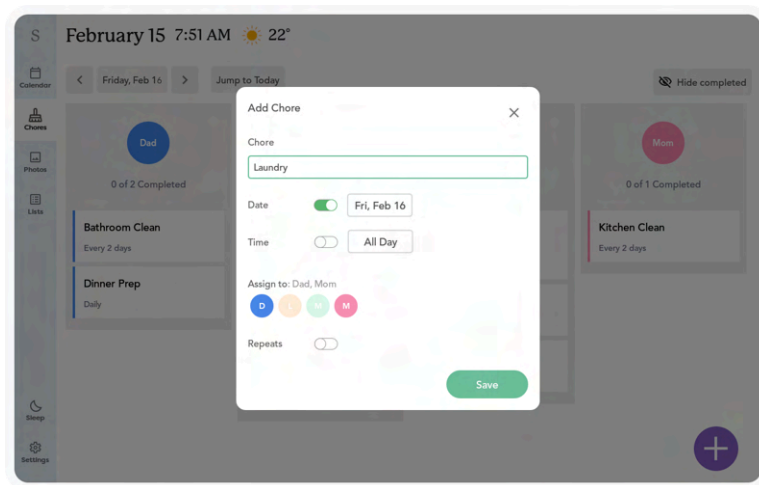 S
February 15 7:51 AM 22°
Calendar
Chores
Photos
Lists
Sleep
Settings
Friday, Feb 16
Jump to Today
Hide completed
Dad
0 of 2 Completed
Bathroom Clean
Every 2 days
Dinner Prep
Daily
Add Chore
Chore
Laundry
Date Fri, Feb 16
Time All Day
Assign to: Dad, Mom
D L M M
Repeats
Save
Mom
0 of 1 Completed
Kitchen Clean
Every 2 days